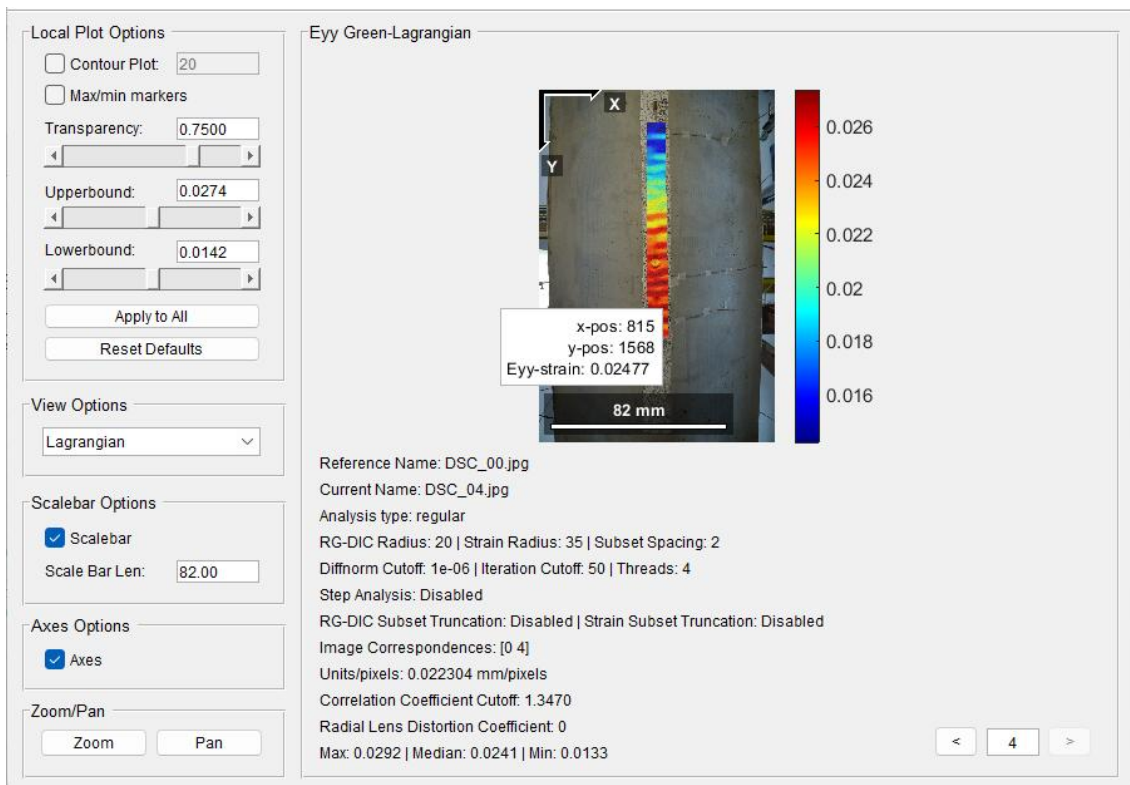 Local Plot Options
Contour Plot: 20
Max/min markers
Transparency: 0.7500
Upperbound: 0.0274
Lowerbound: 0.0142
Apply to All
Reset Defaults
View Options
Lagrangian
Scalebar Options
Scalebar
Scale Bar Len: 82.00
Axes Options
Axes
Zoom/Pan
Zoom Pan
Eyy Green-Lagrangian
X
Y
x-pos: 815
y-pos: 1568
Eyy-strain: 0.02477
82 mm
0.026
0.024
0.022
0.02
0.018
0.016
Reference Name: DSC_00.jpg
Current Name: DSC_04.jpg
Analysis type: regular
RG-DIC Radius: 20 | Strain Radius: 35 | Subset Spacing: 2
Diffnorm Cutoff: 1e-06 | Iteration Cutoff: 50 | Threads: 4
Step Analysis: Disabled
RG-DIC Subset Truncation: Disabled | Strain Subset Truncation: Disabled
Image Correspondences: [0 4]
Units/pixels: 0.022304 mm/pixels
Correlation Coefficient Cutoff: 1.3470
Radial Lens Distortion Coefficient: 0
Max: 0.0292 | Median: 0.0241 | Min: 0.0133
< 4 >